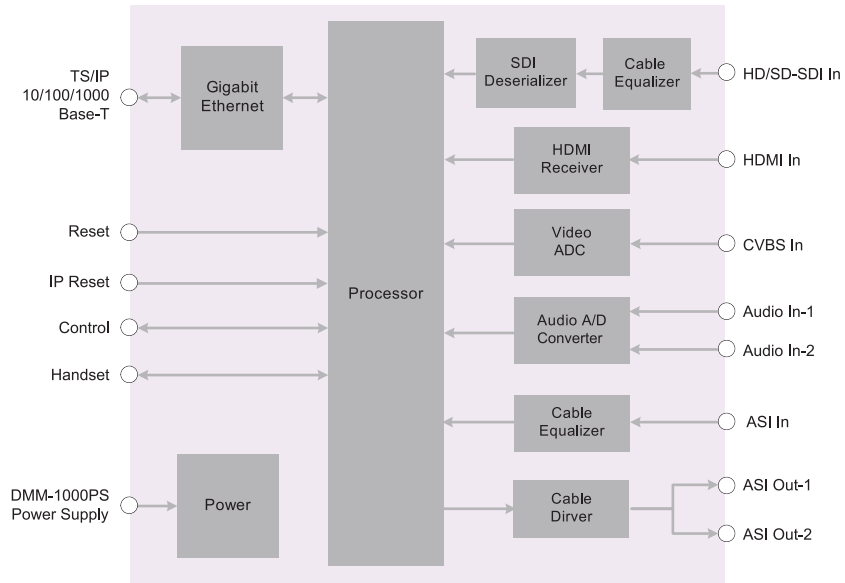 TS/IP
10/100/1000
Base-T
Gigabit
Ethernet
Reset
IP Reset
Control
Handset
DMM-1000PS
Power Supply
Power
Processor
SDI
Deserializer
Cable
Equalizer
HD/SD-SDI In
HDMI
Receiver
HDMI In
Video
ADC
CVBS In
Audio A/D
Converter
Audio In-1
Audio In-2
Cable
Equalizer
ASI In
Cable
Dirver
ASI Out-1
ASI Out-2